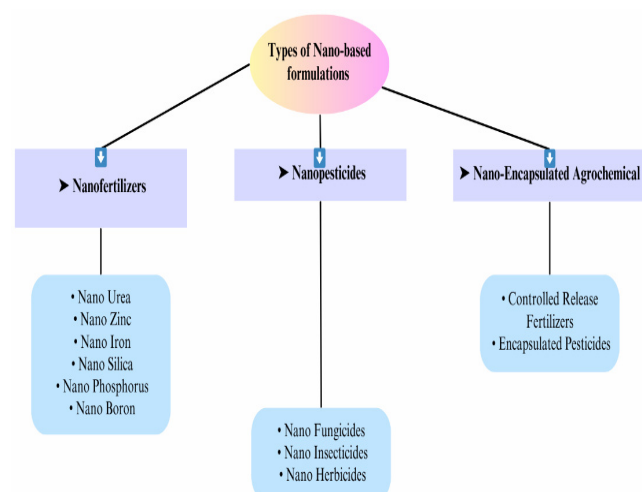 Types of Nano-based
formulations
➤ Nanofertilizers
➤ Nanopesticides
➤ Nano-Encapsulated Agrochemical
• Nano Urea
• Nano Zinc
• Nano Iron
• Nano Silica
• Nano Phosphorus
• Nano Boron
• Controlled Release
Fertilizers
• Encapsulated Pesticides
• Nano Fungicides
• Nano Insecticides
• Nano Herbicides